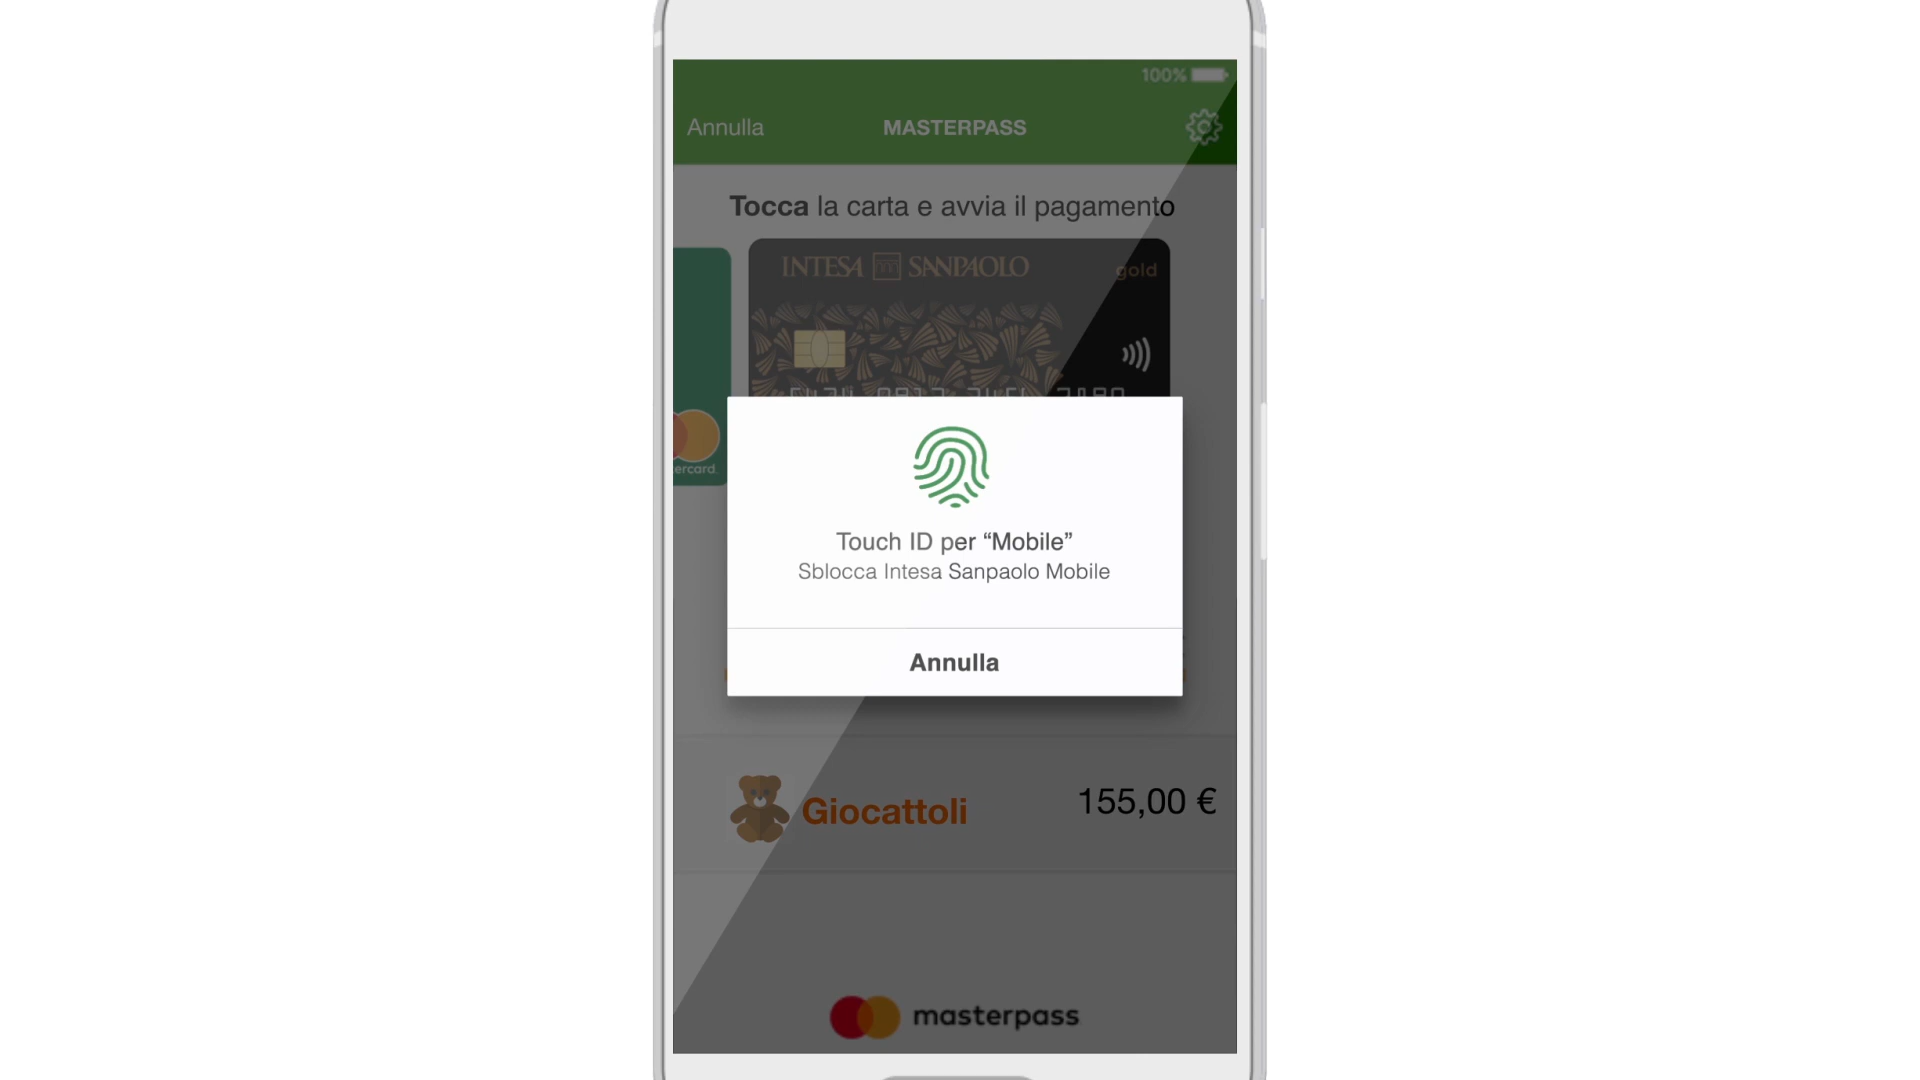 100%
Annulla
MASTERPASS
Tocca la carta e avvia il pagamento
INTESA SANPAOLO
gold
ercard.
Touch ID per “Mobile”
Sblocca Intesa Sanpaolo Mobile
Annulla
Giocattoli
155,00 €
masterpass